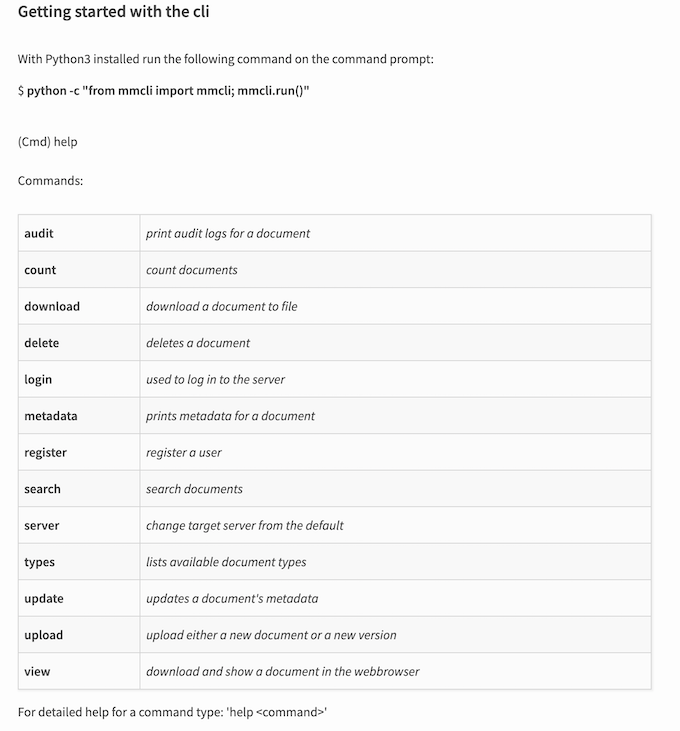 Getting started with the cli
With Python3 installed run the following command on the command prompt:
$ python -c "from mmcli import mmcli; mmcli.run()"
(Cmd) help
Commands:
audit print audit logs for a document
count count documents
download download a document to file
delete deletes a document
login used to log in to the server
metadata prints metadata for a document
register register a user
search search documents
server change target server from the default
types lists available document types
update updates a document's metadata
upload upload either a new document or a new version
view download and show a document in the webbrowser
For detailed help for a command type: 'help <command>'